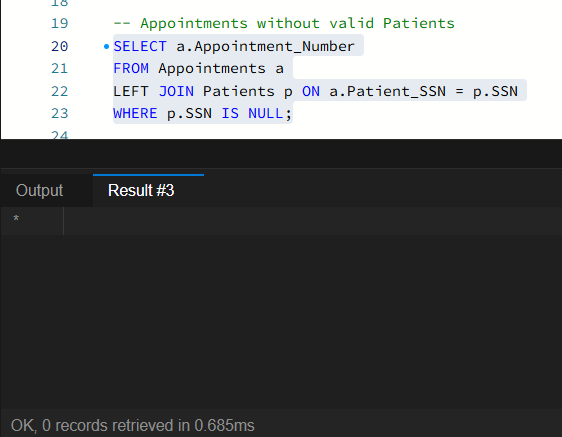 18
19 -- Appointments without valid Patients
20 SELECT a.Appointment_Number
21 FROM Appointments a
22 LEFT JOIN Patients p ON a.Patient_SSN = p.SSN
23 WHERE p.SSN IS NULL;
24
Output Result #3
*
OK, 0 records retrieved in 0.685ms